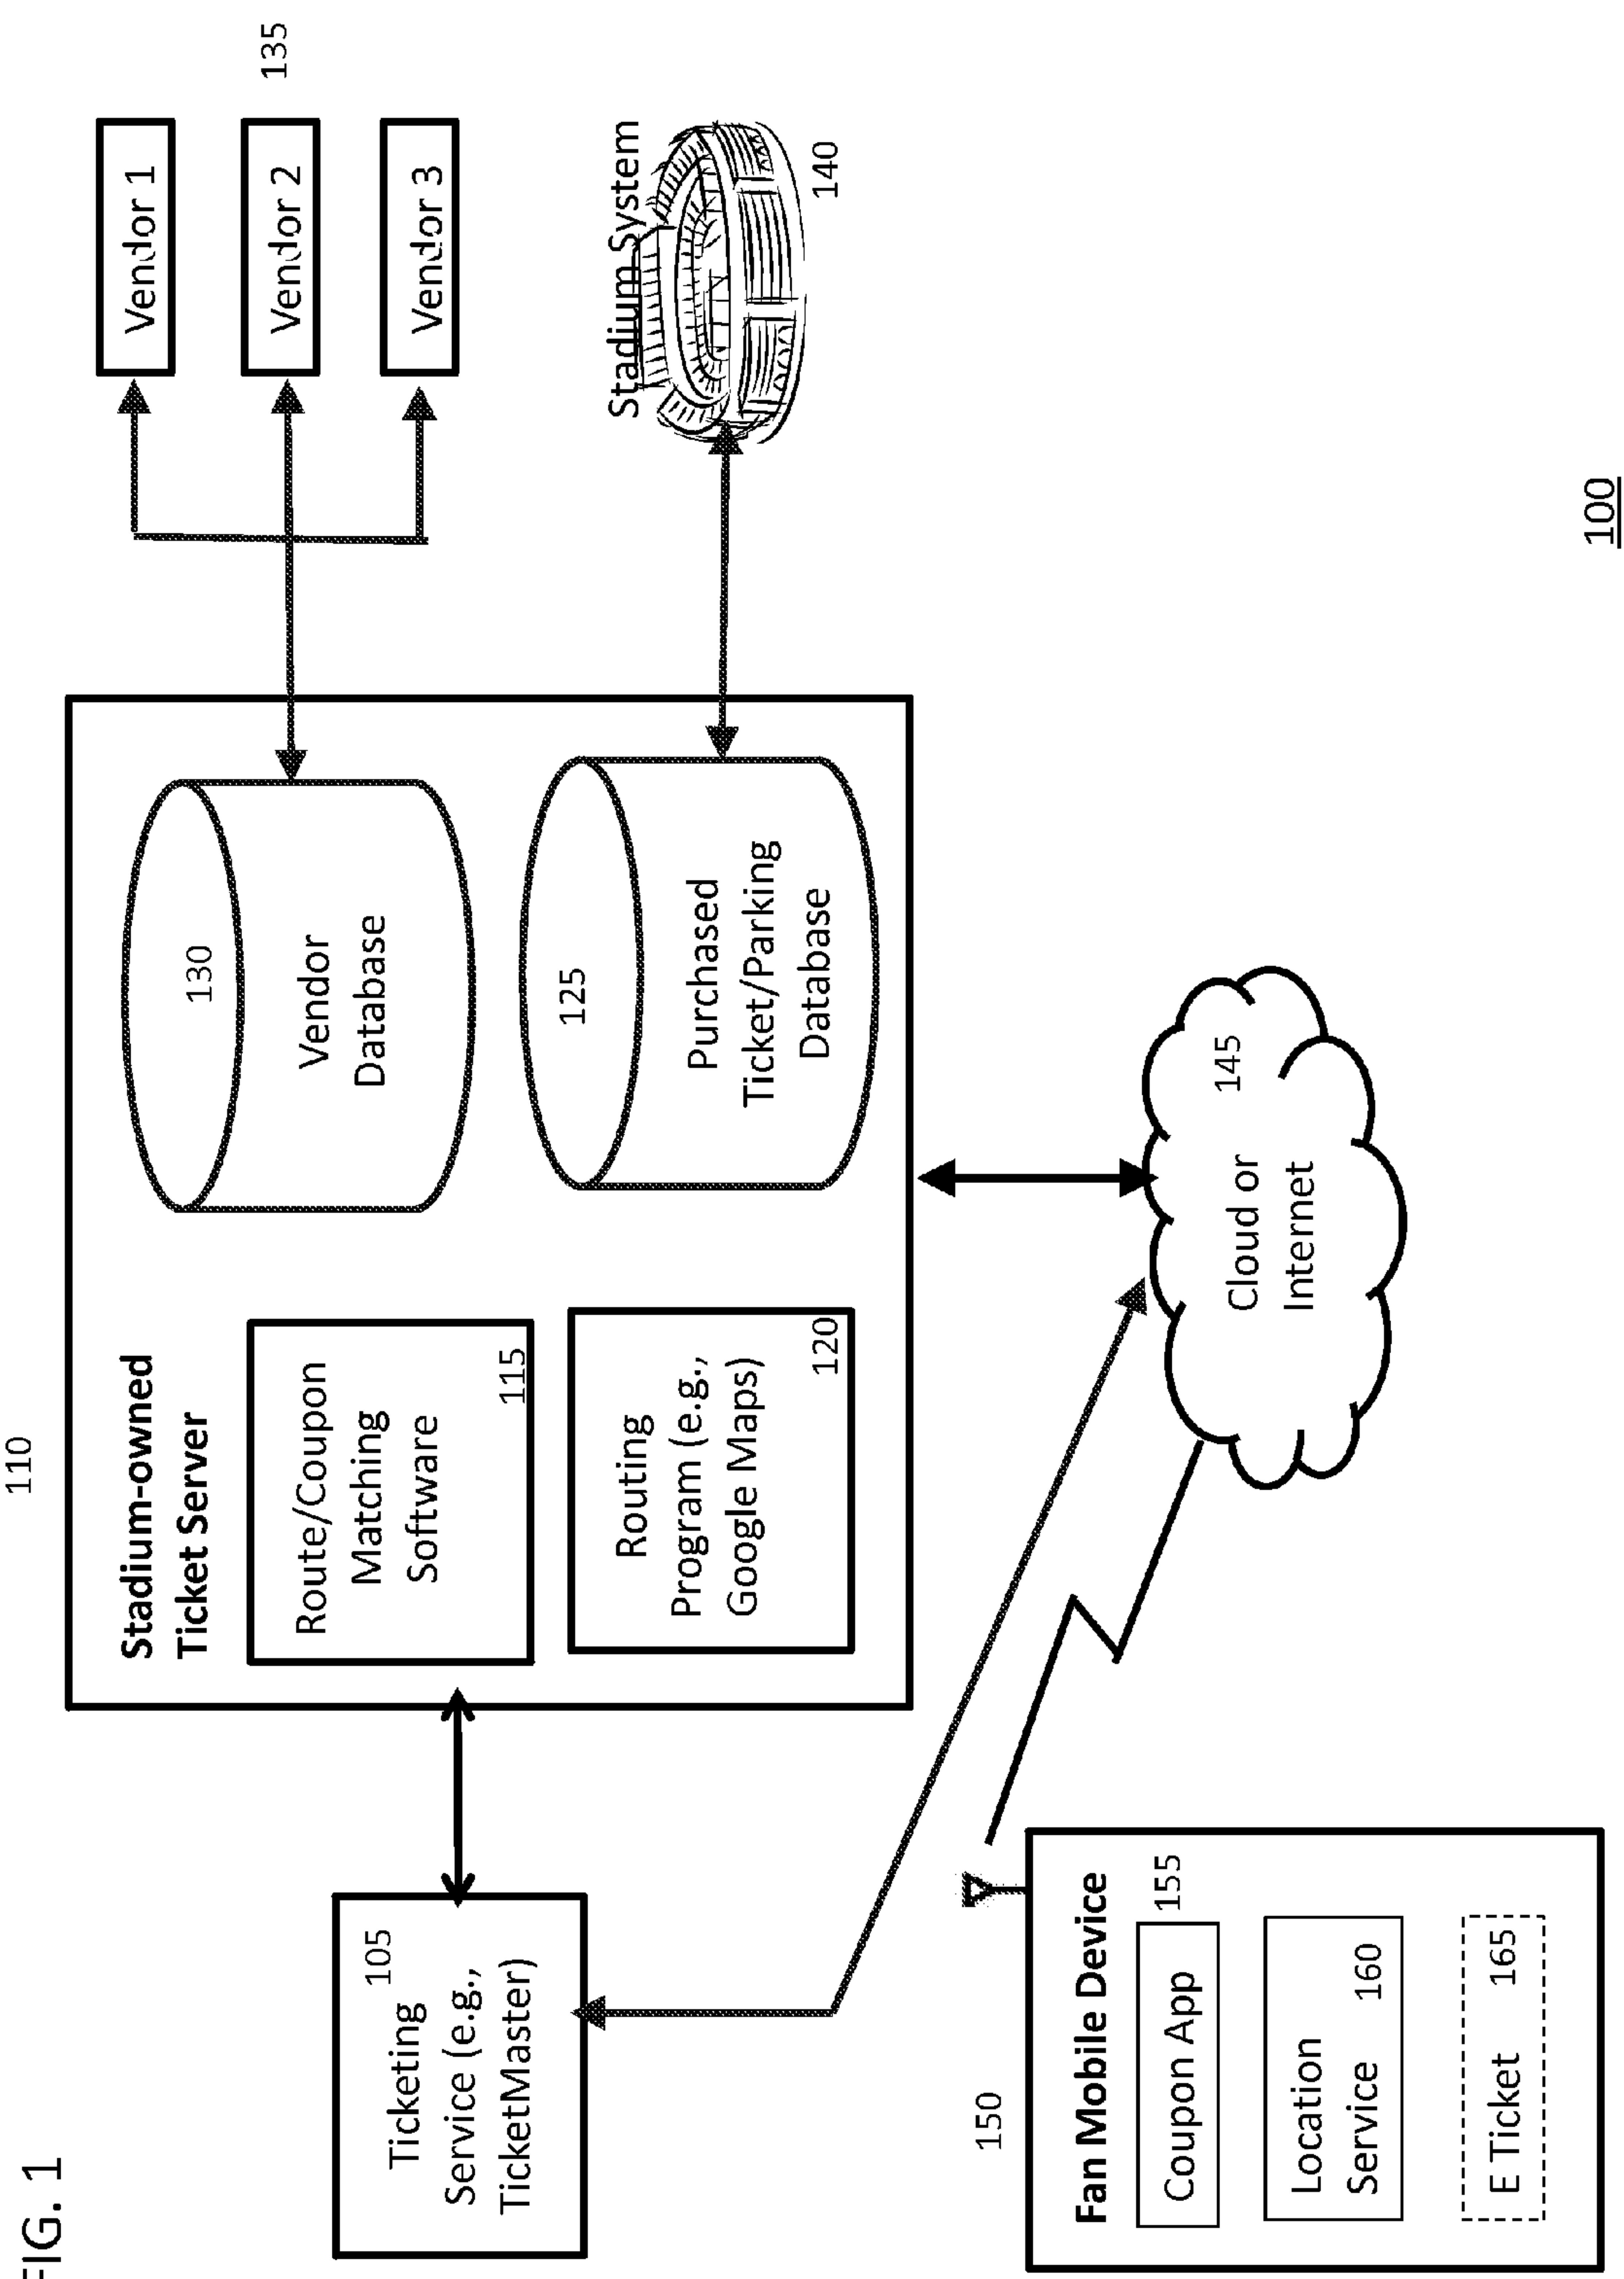 FIG. 1
110
Stadium-owned
Ticket Server
Route/Coupon
Matching
Software
115
Routing
Program (e.g.,
Google Maps)
120
130
Vendor
Database
125
Purchased
Ticket/Parking
Database
Vendor 1
Vendor 2
Vendor 3
135
Stadium System
140
105
Ticketing
Service (e.g.,
TicketMaster)
145
Cloud or
Internet
150
Fan Mobile Device
Coupon App
155
Location
Service 160
E Ticket 165
100